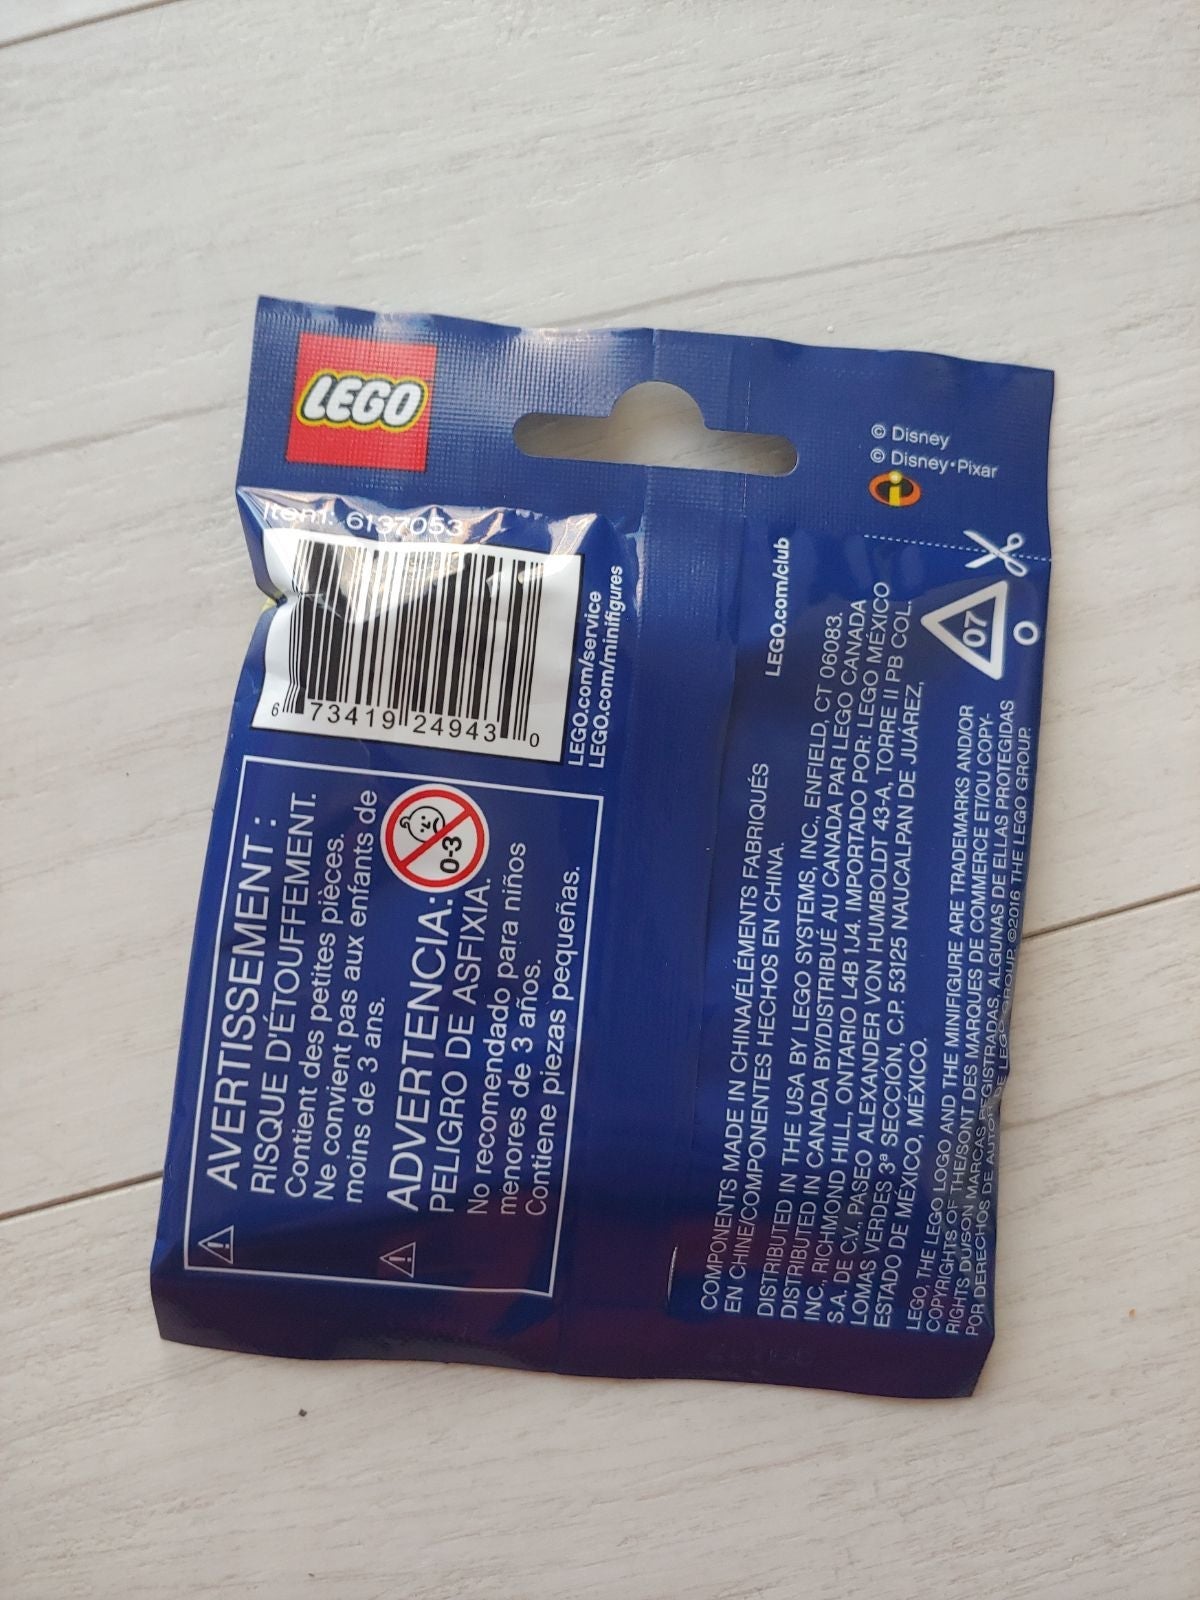 LEGO
© Disney
© Disney•Pixar
Item: 6137053
6 73419 24943 0
LEGO.com/service
LEGO.com/minifigures
LEGO.com/club
07
O
AVERTISSEMENT :
RISQUE D'ÉTOUFFEMENT.
Contient des petites pièces.
Ne convient pas aux enfants de
moins de 3 ans.
0-3
ADVERTENCIA:
PELIGRO DE ASFIXIA.
No recomendado para niños
menores de 3 años.
Contiene piezas pequeñas.
COMPONENTS MADE IN CHINA/ÉLÉMENTS FABRIQUÉS
EN CHINE/COMPONENTES HECHOS EN CHINA.
DISTRIBUTED IN THE USA BY LEGO SYSTEMS, INC., ENFIELD, CT 06083.
DISTRIBUTED IN CANADA BY/DISTRIBUÉ AU CANADA PAR LEGO CANADA
INC., RICHMOND HILL, ONTARIO L4B 1J4. IMPORTADO POR: LEGO MÉXICO
S.A. DE C.V., PASEO ALEXANDER VON HUMBOLDT 43-A, TORRE II PB COL.
LOMAS VERDES 3ª SECCIÓN, C.P. 53125 NAUCALPAN DE JUÁREZ,
ESTADO DE MÉXICO, MÉXICO.
LEGO, THE LEGO LOGO AND THE MINIFIGURE ARE TRADEMARKS AND/OR
COPYRIGHTS OF THE/SONT DES MARQUES DE COMMERCE ET/OU COPY-
RIGHTS DU/SON MARCAS REGISTRADAS, ALGUNAS DE ELLAS PROTEGIDAS
POR DERECHOS DE AUTOR, DE LEGO GROUP. ©2016 THE LEGO GROUP.